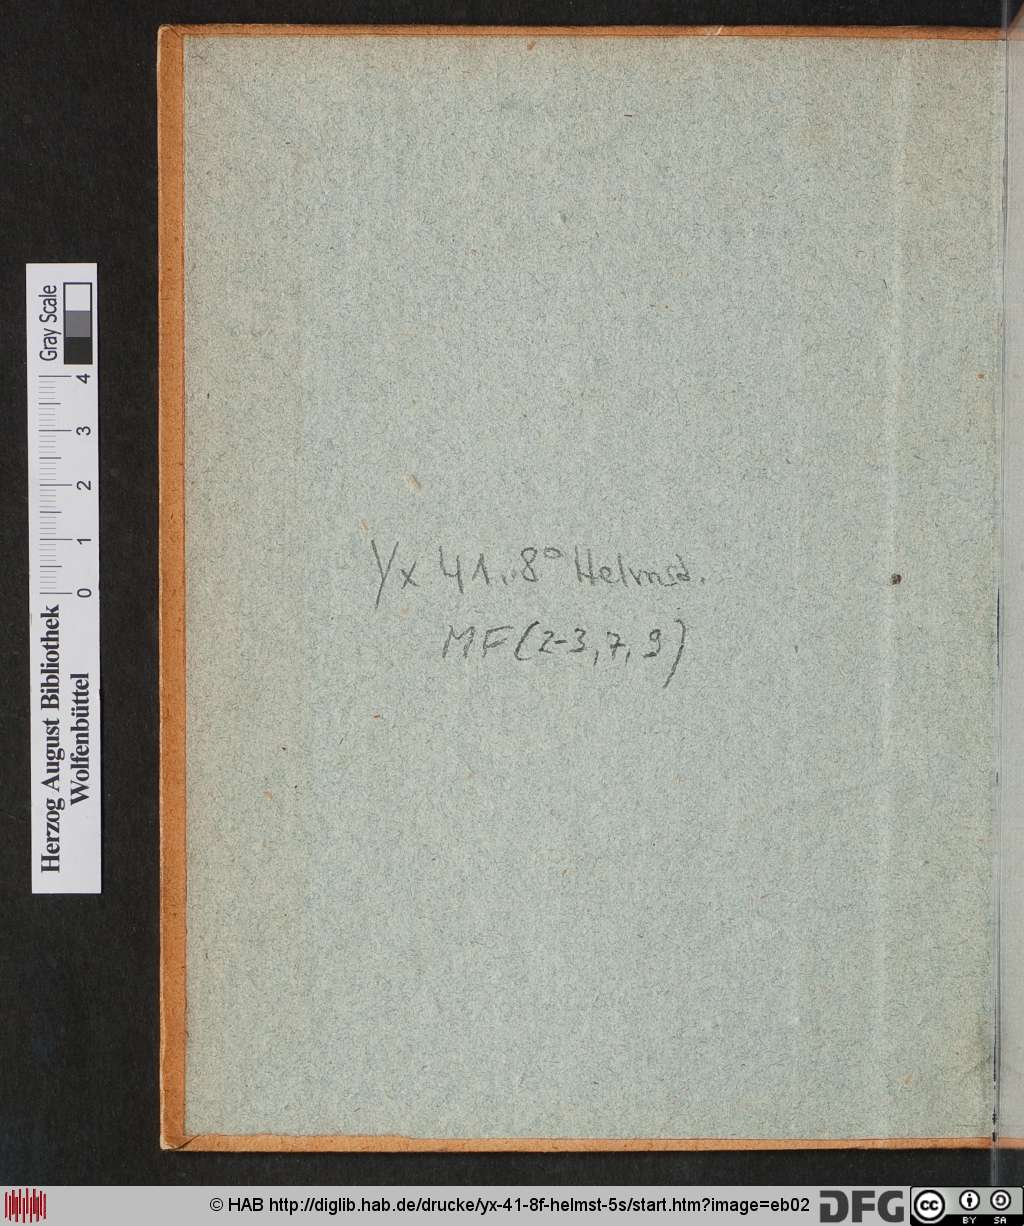 Yx 41. 8° Helmst.
MF (2-3, 7, 9)
Herzog August Bibliothek
Wolfenbüttel
0 1 2 3 4
Gray Scale
© HAB http://diglib.hab.de/drucke/yx-41-8f-helmst-5s/start.htm?image=eb02
DFG
cc BY SA